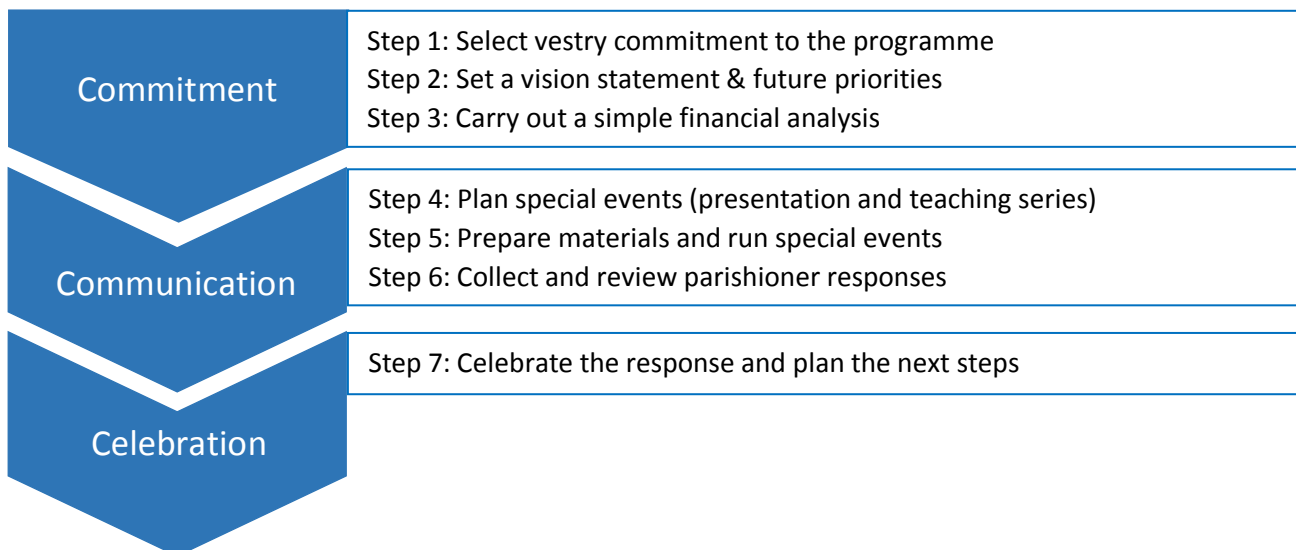 Commitment
Step 1: Select vestry commitment to the programme
Step 2: Set a vision statement & future priorities
Step 3: Carry out a simple financial analysis
Communication
Step 4: Plan special events (presentation and teaching series)
Step 5: Prepare materials and run special events
Step 6: Collect and review parishioner responses
Celebration
Step 7: Celebrate the response and plan the next steps